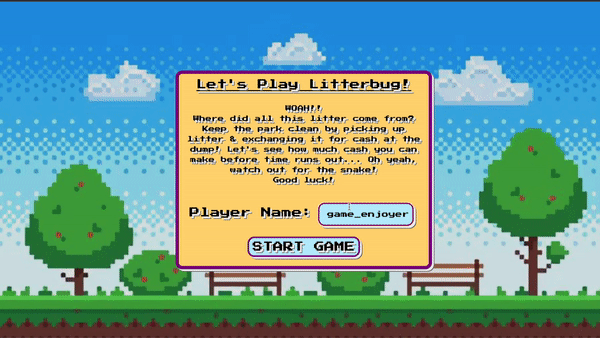 Let's Play Litterbug!
WOAH!!
Where did all this litter come from?
Keep the park clean by picking up
litter & exchanging it for cash at the
dump! Let's see how much cash you can
make before time runs out... Oh yeah,
watch out for the snake!
Good luck!
Player Name: game_enjoyer
START GAME